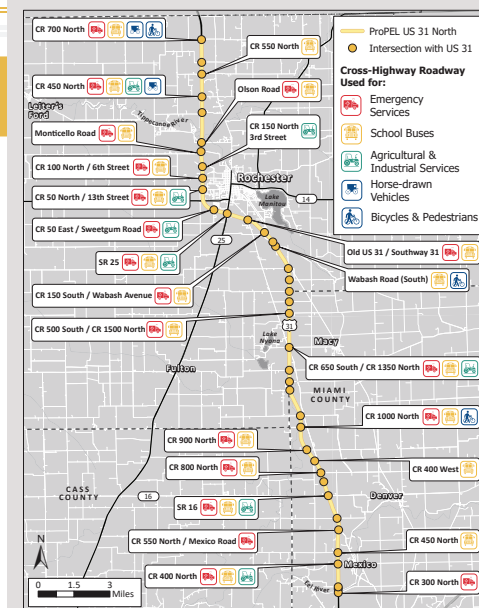 CR 700 North
CR 550 North
CR 450 North
Leiter's
Ford
Tippecanoe River
Olson Road
Monticello Road
CR 150 North
3rd Street
CR 100 North / 6th Street
Rochester
CR 50 North / 13th Street
Lake
Manitou
14
CR 50 East / Sweetgum Road
25
SR 25
Old US 31 / Southway 31
Wabash Road (South)
CR 150 South / Wabash Avenue
CR 500 South / CR 1500 North
31
Lake
Nyona
Macy
Fulton
CR 650 South / CR 1350 North
MIAMI
COUNTY
CR 1000 North
CR 900 North
CR 800 North
CR 400 West
CASS
COUNTY
16
Denver
SR 16
CR 550 North / Mexico Road
CR 450 North
Mexico
CR 400 North
Eel River
CR 300 North
N
0 1.5 3
Miles
ProPEL US 31 North
Intersection with US 31
Cross-Highway Roadway
Used for:
Emergency
Services
School Buses
Agricultural &
Industrial Services
Horse-drawn
Vehicles
Bicycles & Pedestrians